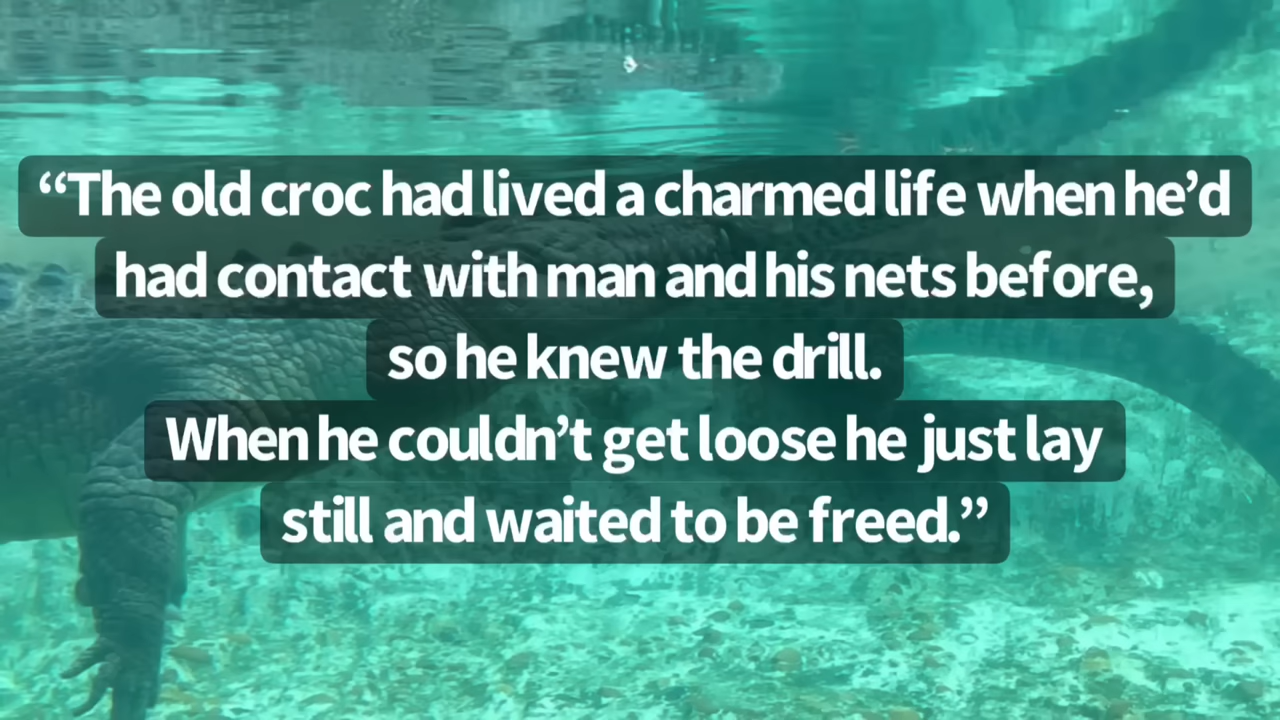 “The old croc had lived a charmed life when he’d
had contact with man and his nets before,
so he knew the drill.
When he couldn’t get loose he just lay
still and waited to be freed.”